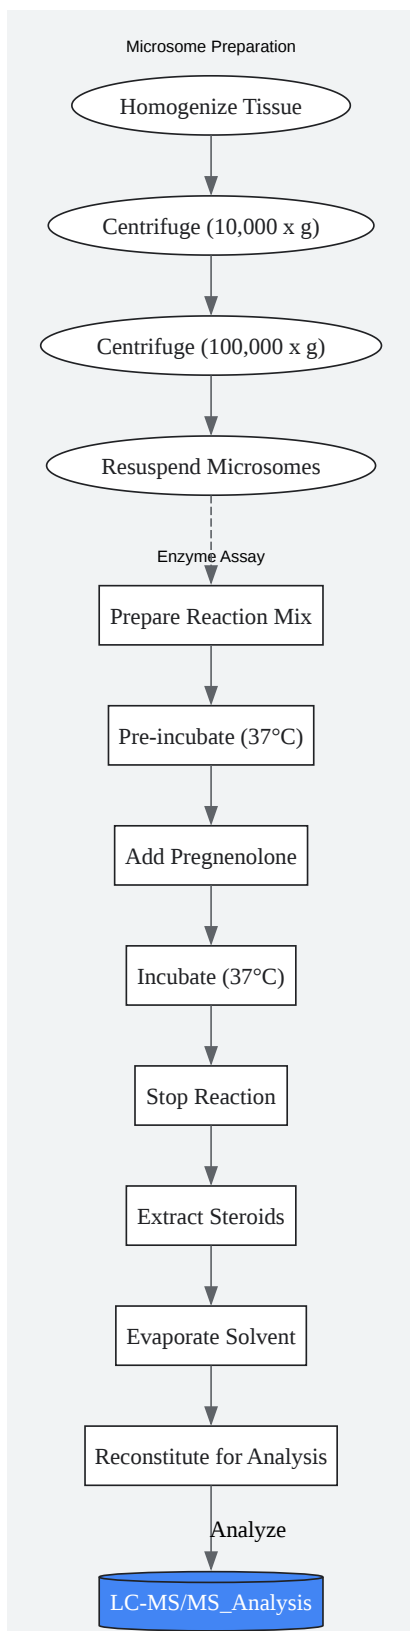 Microsome Preparation
Homogenize Tissue
Centrifuge (10,000 x g)
Centrifuge (100,000 x g)
Resuspend Microsomes
Enzyme Assay
Prepare Reaction Mix
Pre-incubate (37°C)
Add Pregnenolone
Incubate (37°C)
Stop Reaction
Extract Steroids
Evaporate Solvent
Reconstitute for Analysis
Analyze
LC-MS/MS_Analysis